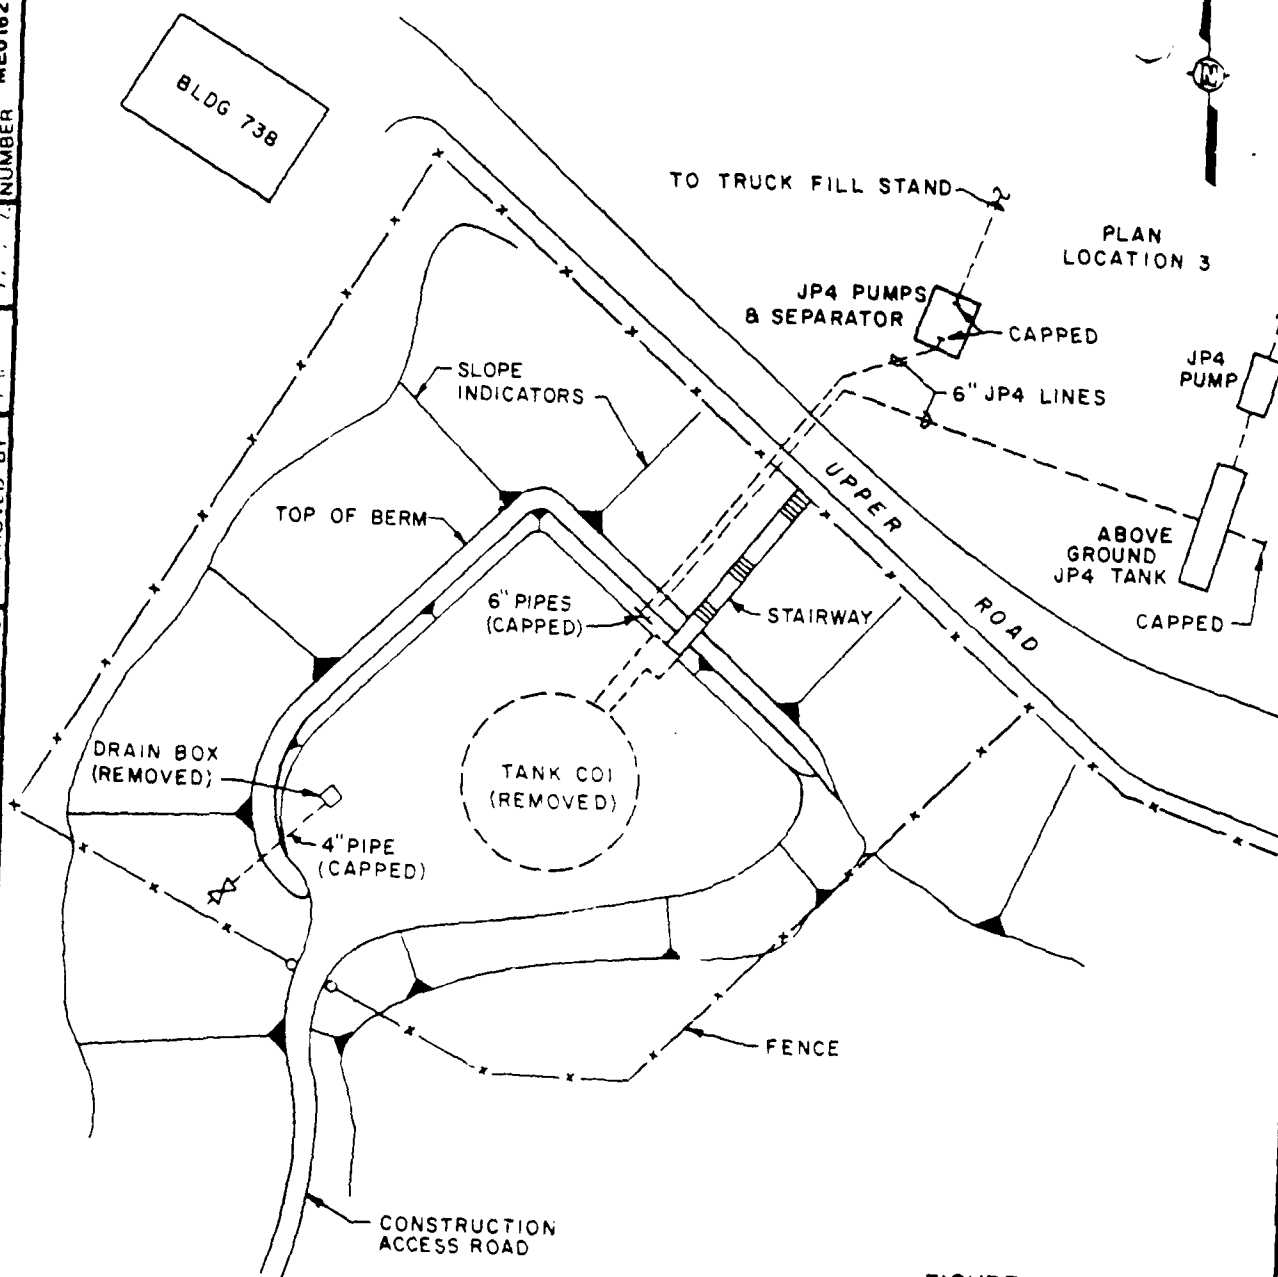 NUMBER
BLDG 738
N
TO TRUCK FILL STAND
PLAN
LOCATION 3
JP4 PUMPS
& SEPARATOR
CAPPED
JP4
PUMP
6" JP4 LINES
SLOPE
INDICATORS
UPPER ROAD
TOP OF BERM
ABOVE
GROUND
JP4 TANK
6" PIPES
(CAPPED)
STAIRWAY
CAPPED
DRAIN BOX
(REMOVED)
TANK CO1
(REMOVED)
4" PIPE
(CAPPED)
FENCE
CONSTRUCTION
ACCESS ROAD